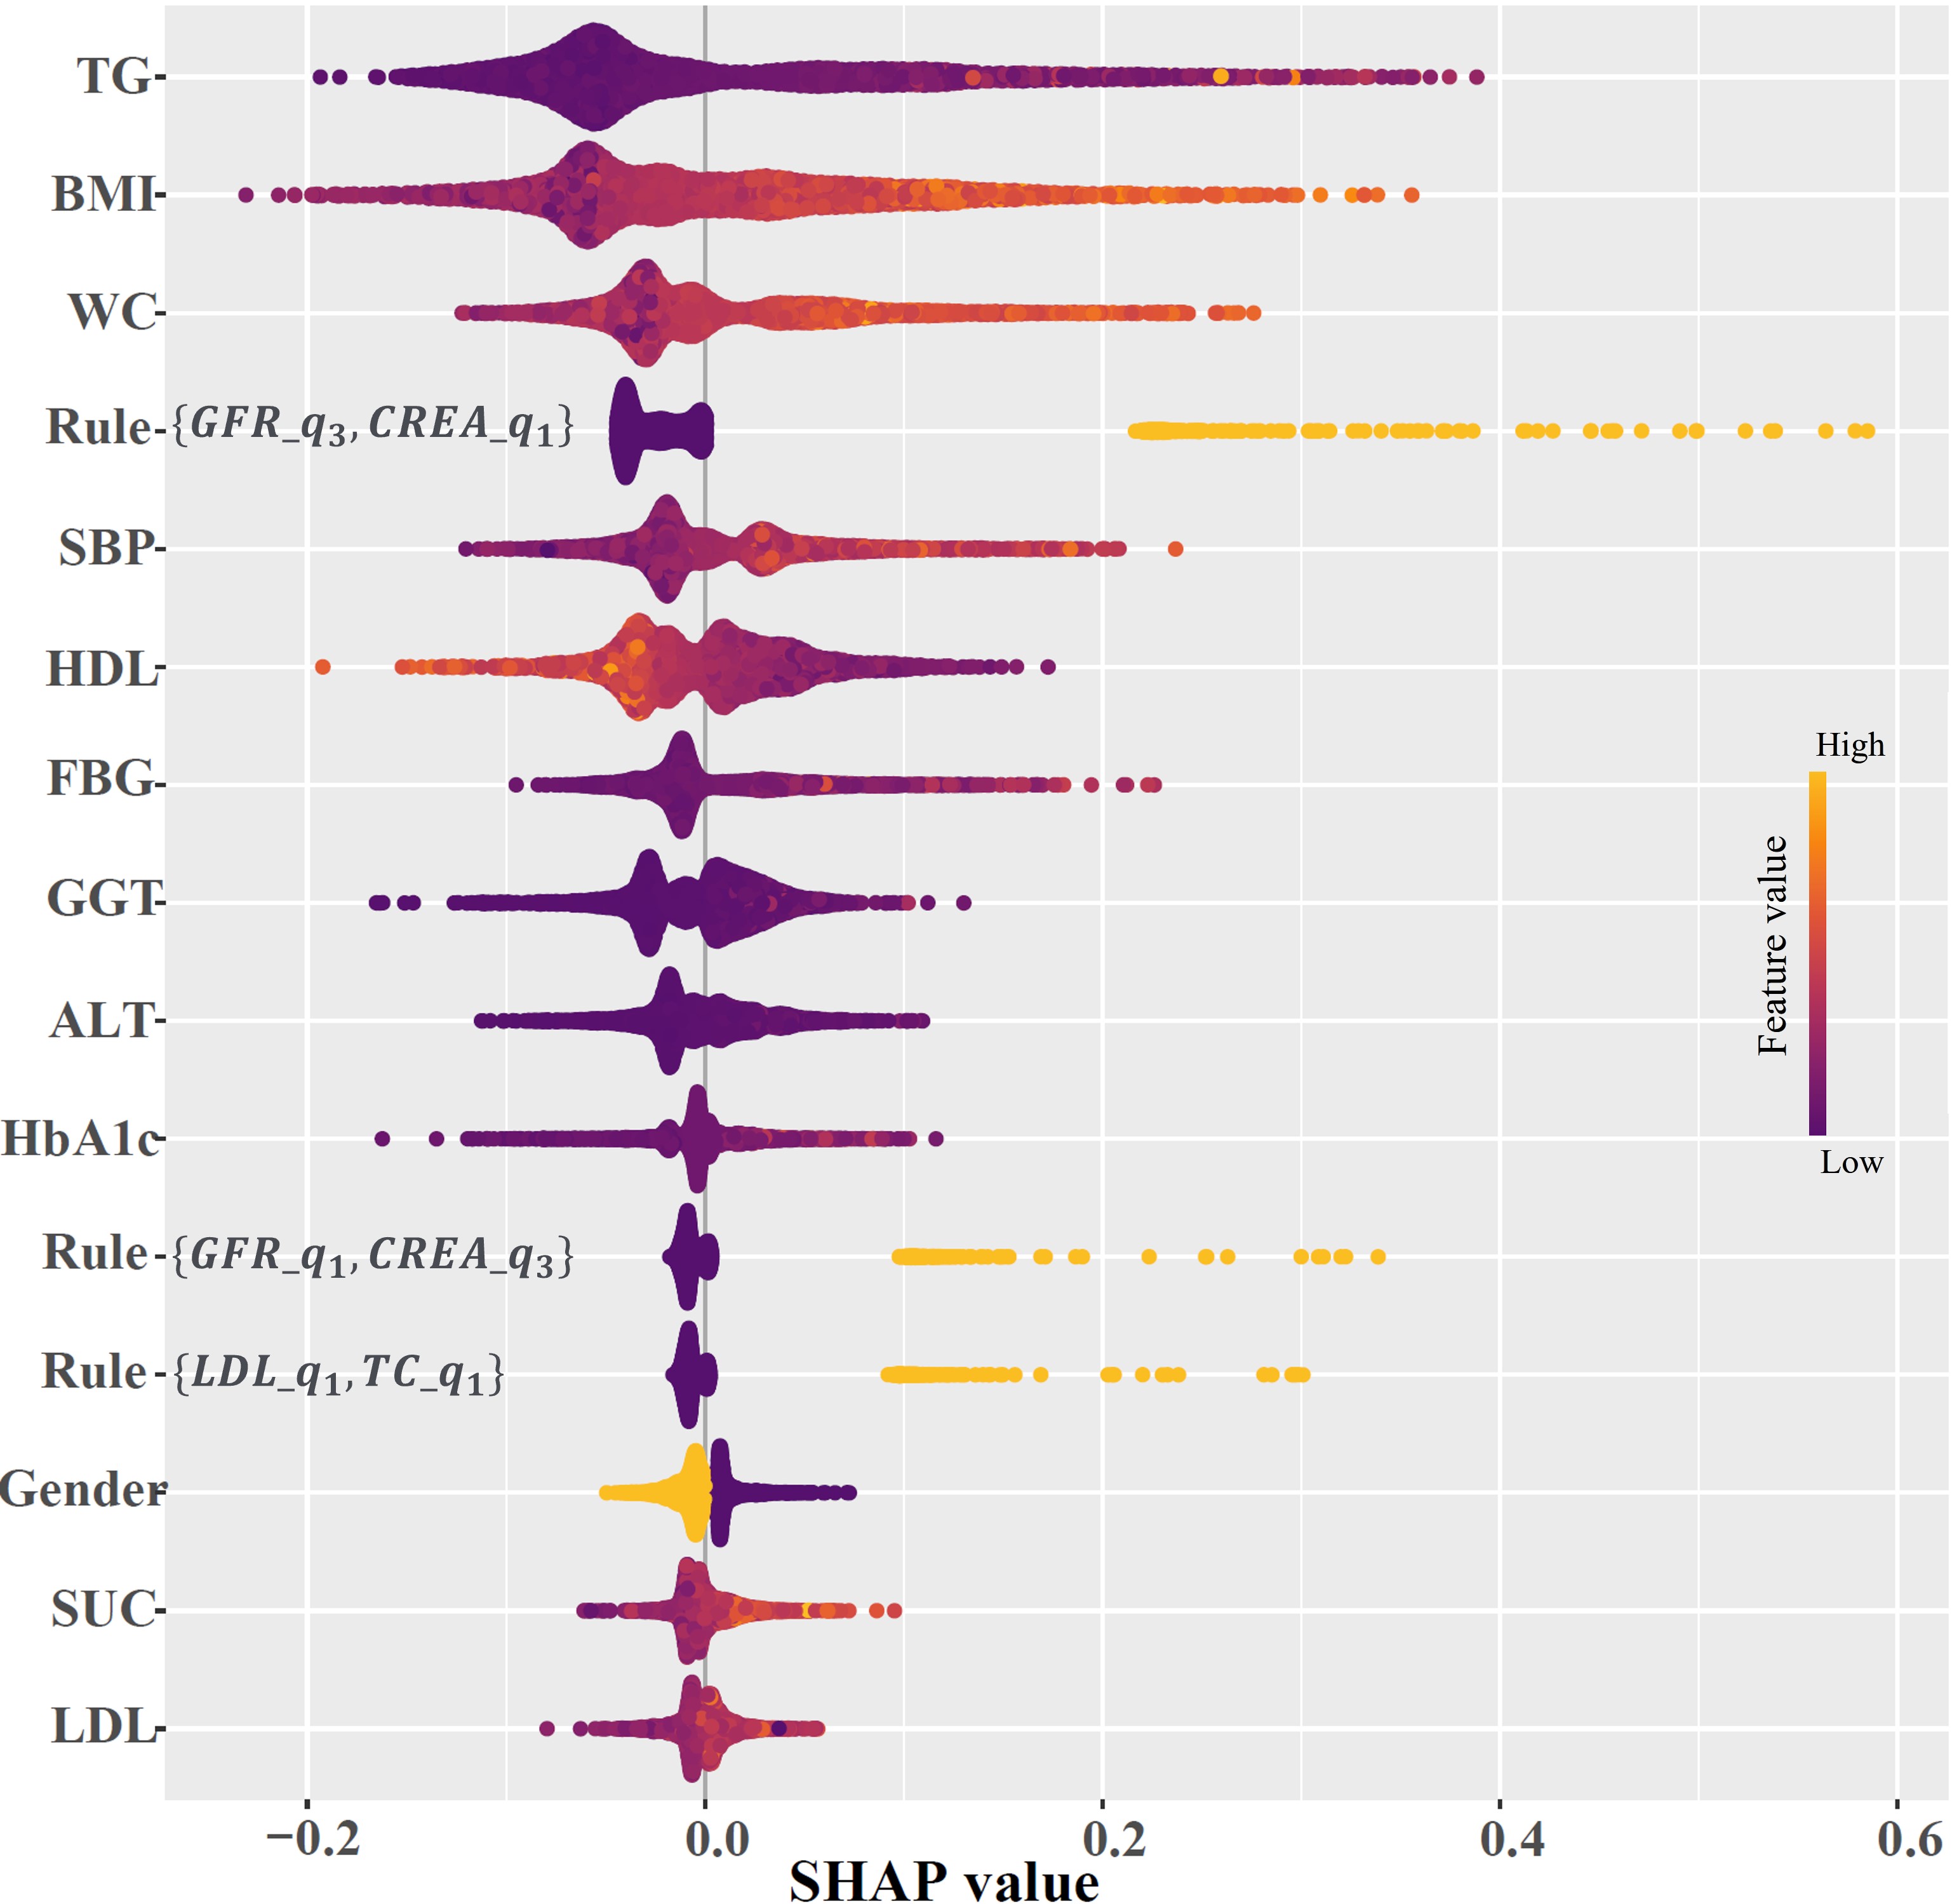 TG
BMI
WC
Rule {GFR_q₃, CREA_q₁}
SBP
HDL
High
FBG
Feature value
GGT
ALT
HbA1c
Low
Rule {GFR_q₁, CREA_q₃}
Rule {LDL_q₁, TC_q₁}
Gender
SUC
LDL
−0.2 0.0 0.2 0.4 0.6
SHAP value